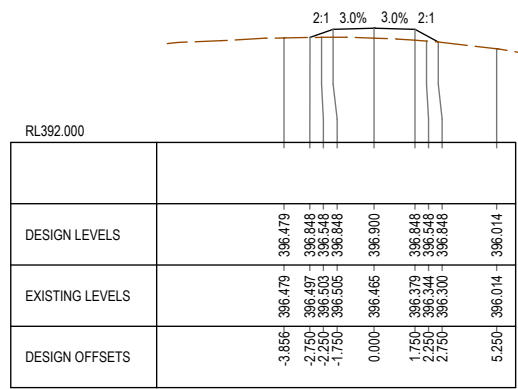 2:1 3.0% 3.0% 2:1
RL392.000
DESIGN LEVELS 396.479 396.848 396.548 396.848 396.900 396.848 396.548 396.848 396.014
EXISTING LEVELS 396.479 396.497 396.503 396.505 396.465 396.379 396.344 396.300 396.014
DESIGN OFFSETS -3.856 -2.750 -2.250 -1.750 0.000 1.750 2.250 2.750 5.250